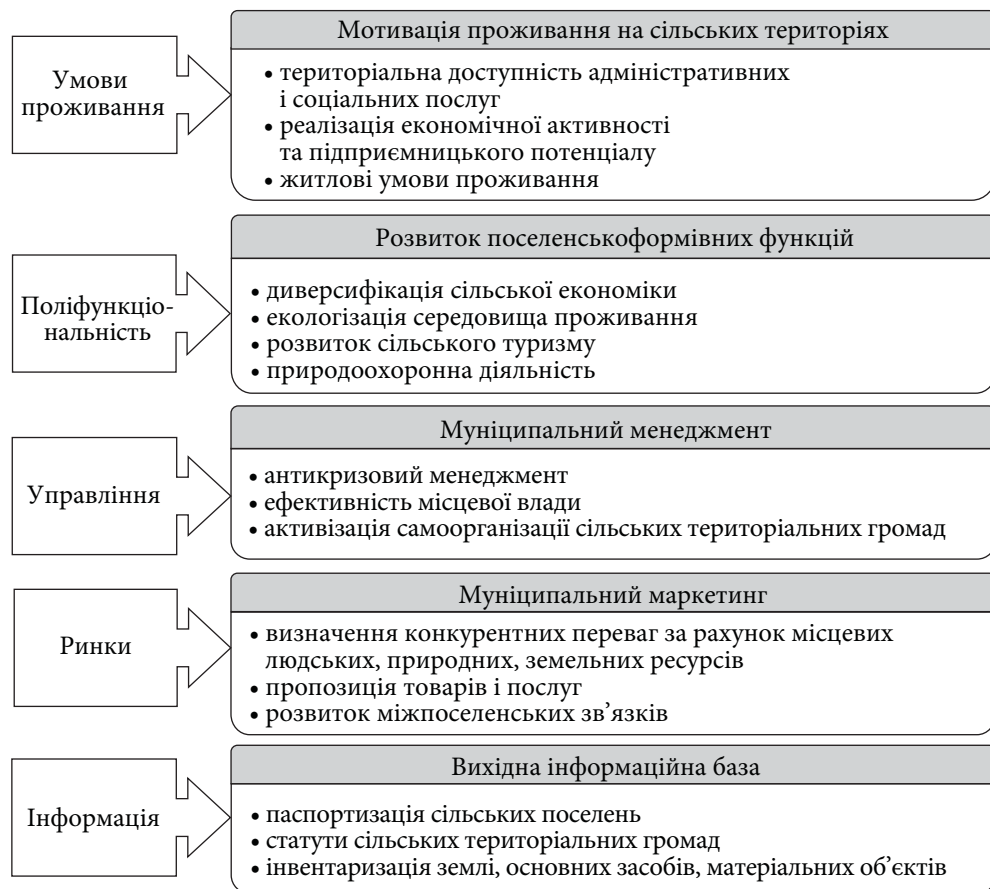 Умови
проживання
Мотивація проживання на сільських територіях
• територіальна доступність адміністративних
і соціальних послуг
• реалізація економічної активності
та підприємницького потенціалу
• житлові умови проживання
Поліфункціо-
нальність
Розвиток поселенськоформівних функцій
• диверсифікація сільської економіки
• екологізація середовища проживання
• розвиток сільського туризму
• природоохоронна діяльність
Управління
Муніципальний менеджмент
• антикризовий менеджмент
• ефективність місцевої влади
• активізація самоорганізації сільських територіальних громад
Ринки
Муніципальний маркетинг
• визначення конкурентних переваг за рахунок місцевих
людських, природних, земельних ресурсів
• пропозиція товарів і послуг
• розвиток міжпоселенських зв’язків
Інформація
Вихідна інформаційна база
• паспортизація сільських поселень
• статути сільських територіальних громад
• інвентаризація землі, основних засобів, матеріальних об’єктів